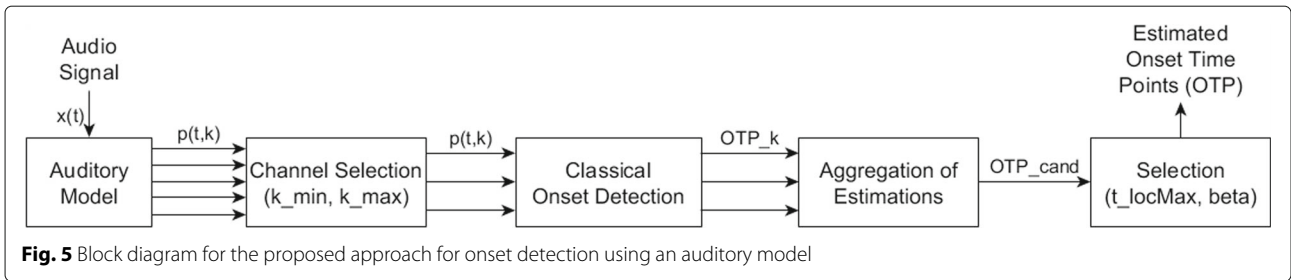 Audio
Signal
x(t)
Auditory
Model
p(t,k)
Channel Selection
(k_min, k_max)
p(t,k)
Classical
Onset Detection
OTP_k
Aggregation of
Estimations
OTP_cand
Selection
(t_locMax, beta)
Estimated
Onset Time
Points (OTP)
Fig. 5 Block diagram for the proposed approach for onset detection using an auditory model